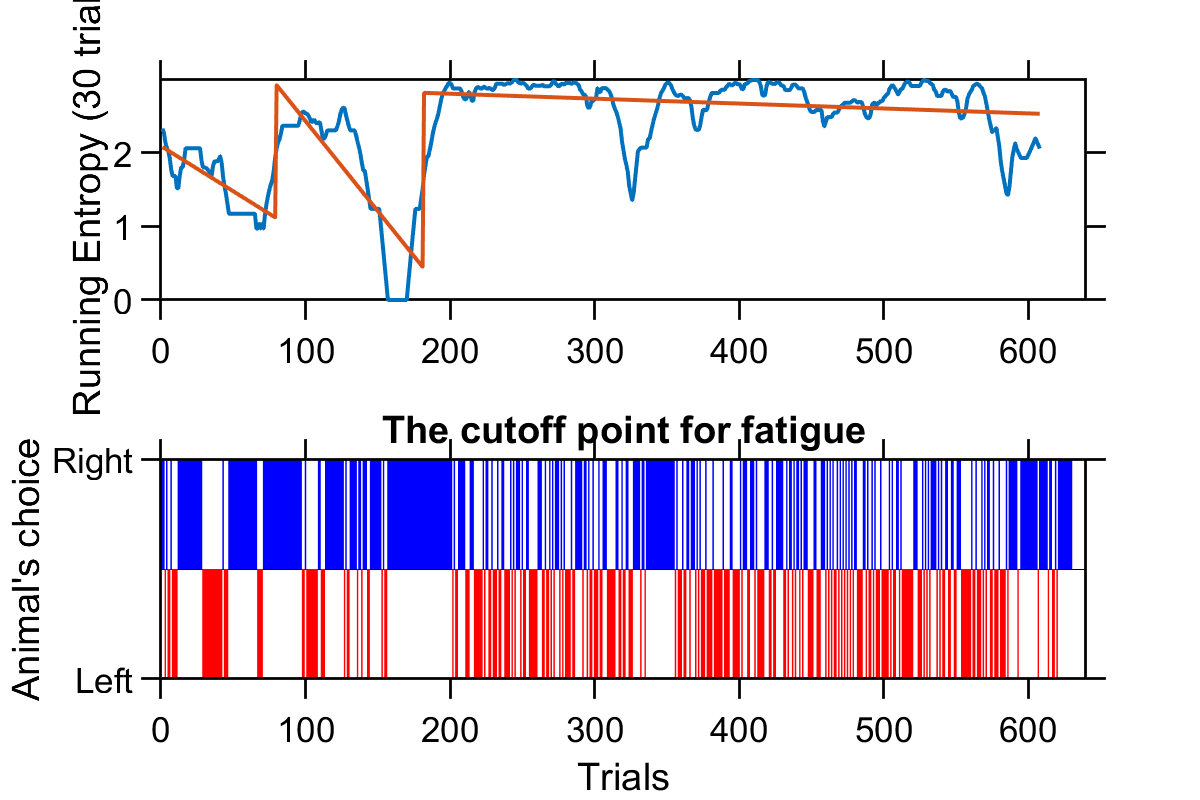 Running Entropy (30 trial
2
1
0
0 100 200 300 400 500 600
The cutoff point for fatigue
Animal's choice
Right
Left
0 100 200 300 400 500 600
Trials